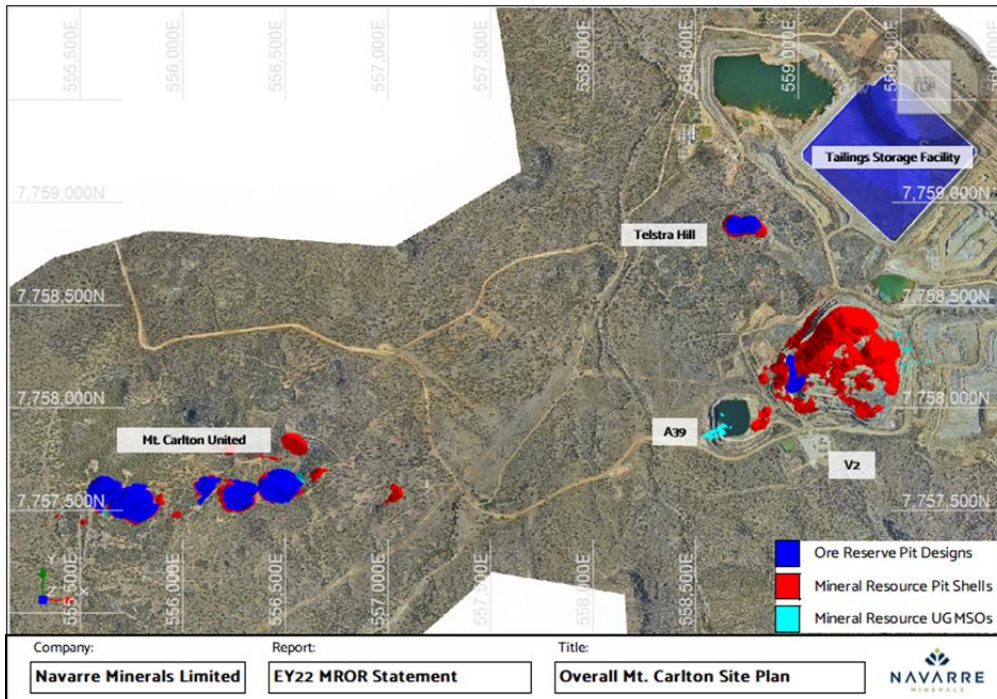 555,500E
556,000E
556,500E
557,000E
557,500E
558,000E
558,500E
559,000E
TOP
Tailings Storage Facility
7,759,000N
7,759,000N
Telstra Hill
7,758,500N
7,758,500N
7,758,000N
7,758,000N
Mt. Carlton United
A39
V2
7,757,500N
7,757,500N
555,500E
556,000E
556,500E
557,000E
557,500E
558,000E
Y
Z X
Ore Reserve Pit Designs
Mineral Resource Pit Shells
Mineral Resource UG MSOs
Company:
Navarre Minerals Limited
Report:
EY22 MROR Statement
Title:
Overall Mt. Carlton Site Plan
NAVARRE
MINERALS